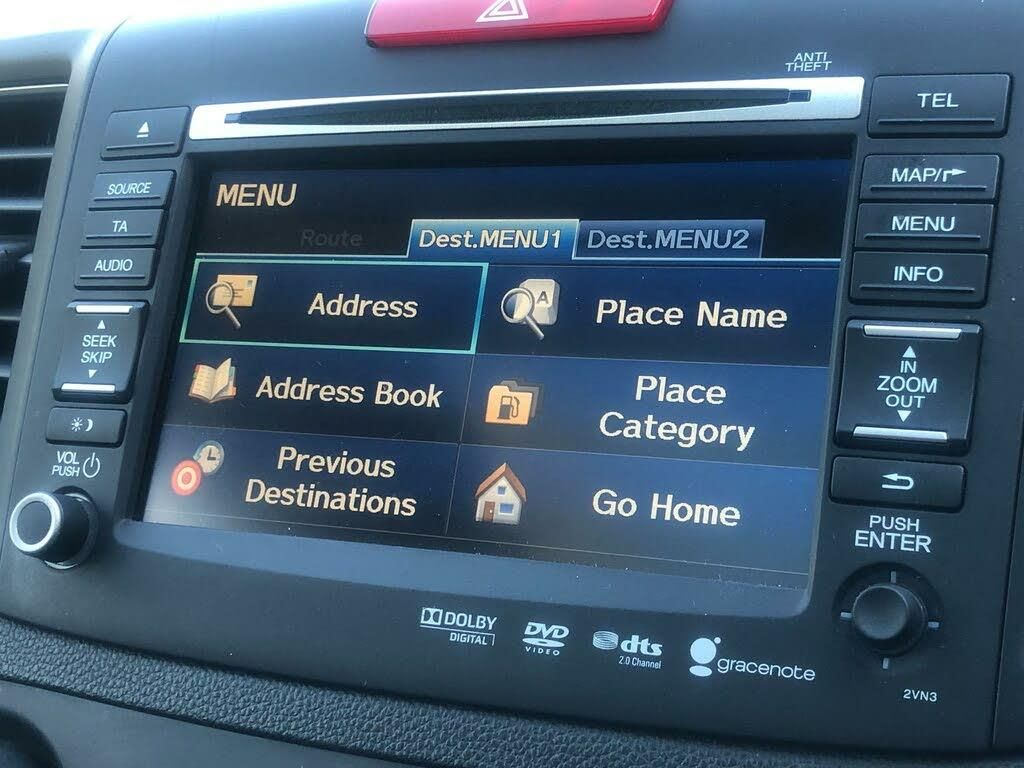 ANTI
THEFT
TEL
SOURCE
TA
AUDIO
SEEK
SKIP
VOL
PUSH
MENU
Route
Dest.MENU1
Dest.MENU2
Address
A
Place Name
Address Book
Place
Category
Previous
Destinations
Go Home
MAP/
MENU
INFO
IN
ZOOM
OUT
PUSH
ENTER
DOLBY
DIGITAL
DVD
VIDEO
dts
2.0 Channel
gracenote
2VN3